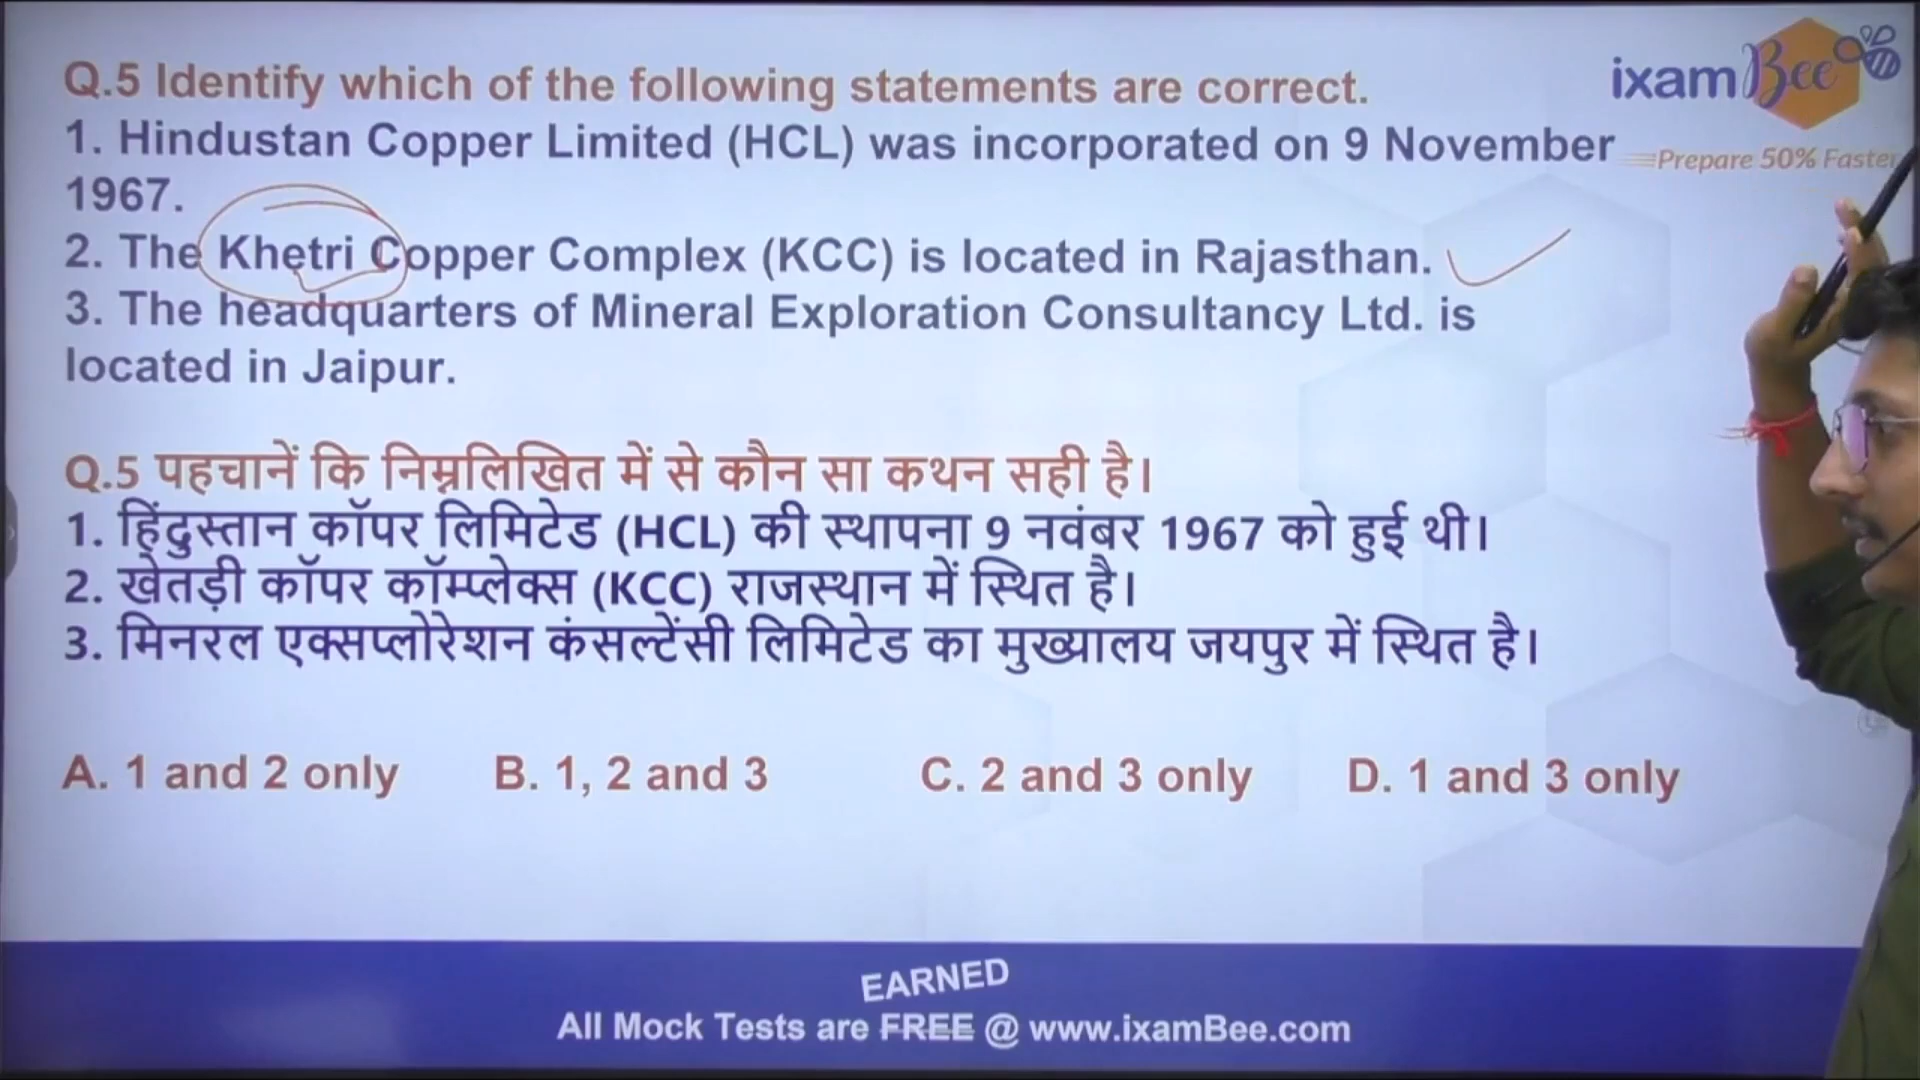 Q.5 Identify which of the following statements are correct.
1. Hindustan Copper Limited (HCL) was incorporated on 9 November
1967.
2. The Khetri Copper Complex (KCC) is located in Rajasthan.
3. The headquarters of Mineral Exploration Consultancy Ltd. is
located in Jaipur.
ixamBee
Prepare 50% Faster
Q.5 पहचानें कि निम्नलिखित में से कौन सा कथन सही है।
1. हिंदुस्तान कॉपर लिमिटेड (HCL) की स्थापना 9 नवंबर 1967 को हुई थी।
2. खेतड़ी कॉपर कॉम्प्लेक्स (KCC) राजस्थान में स्थित है।
3. मिनरल एक्सप्लोरेशन कंसल्टेंसी लिमिटेड का मुख्यालय जयपुर में स्थित है।
A. 1 and 2 only B. 1, 2 and 3 C. 2 and 3 only D. 1 and 3 only
EARNED
All Mock Tests are FREE @ www.ixamBee.com